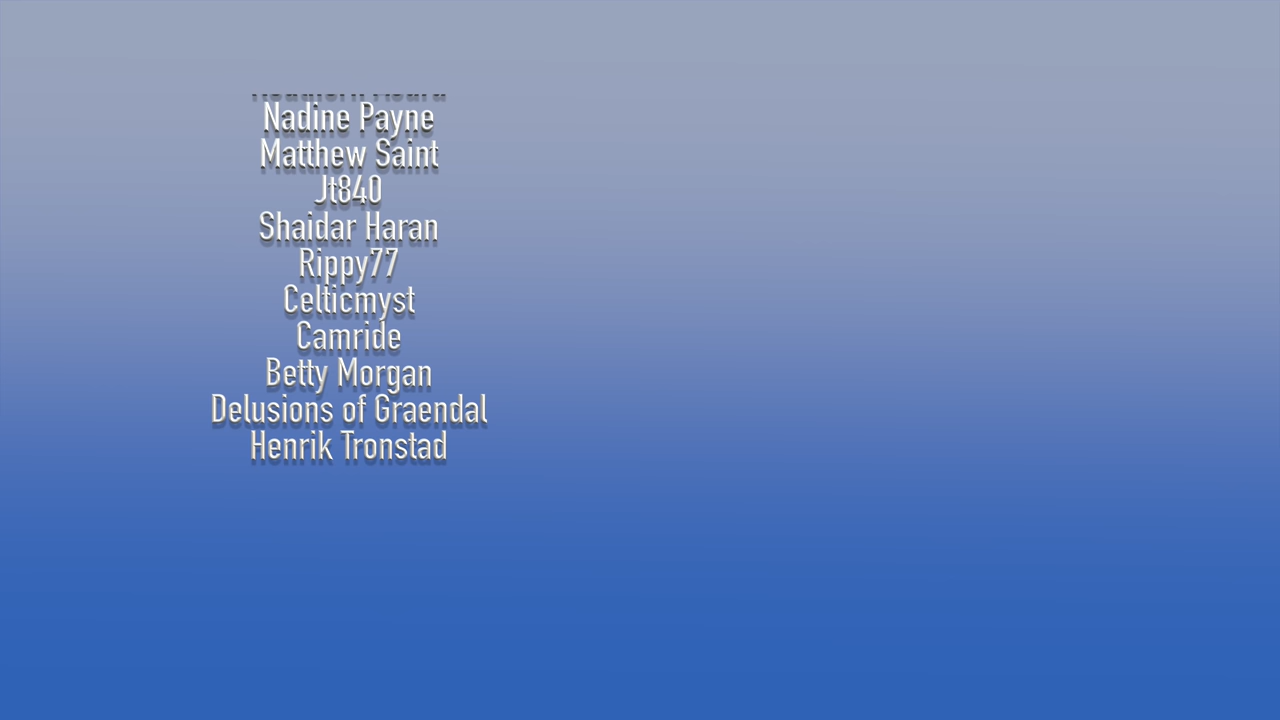 Nadine Payne
Matthew Saint
Jt840
Shaidar Haran
Rippy77
Celticmyst
Camride
Betty Morgan
Delusions of Graendal
Henrik Tronstad